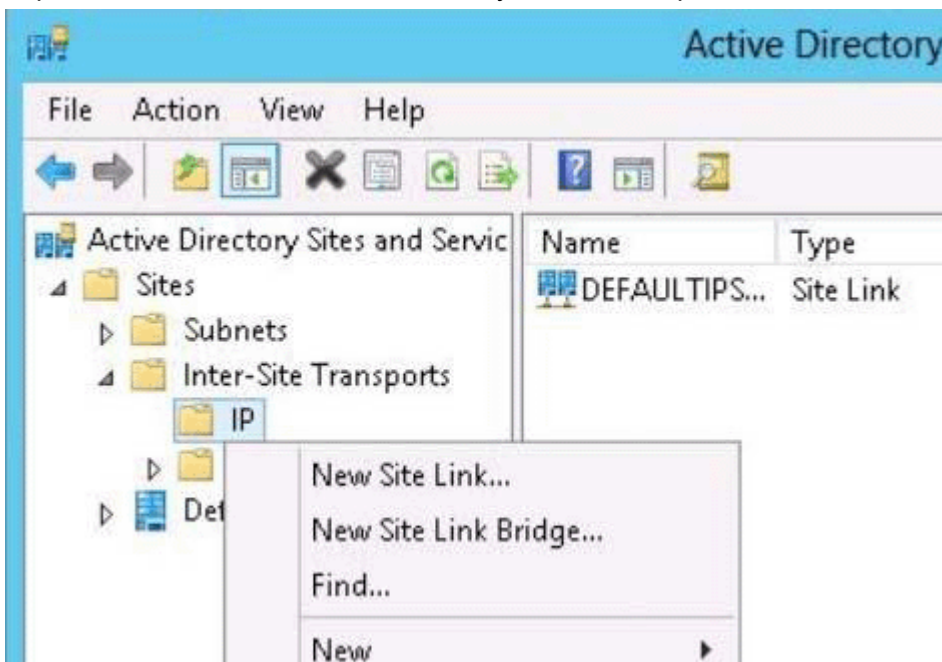 Active Directory
File Action View Help
Active Directory Sites and Servic
Name Type
Sites
DEFAULTIPS... Site Link
Subnets
Inter-Site Transports
IP
Def
New Site Link...
New Site Link Bridge...
Find...
New